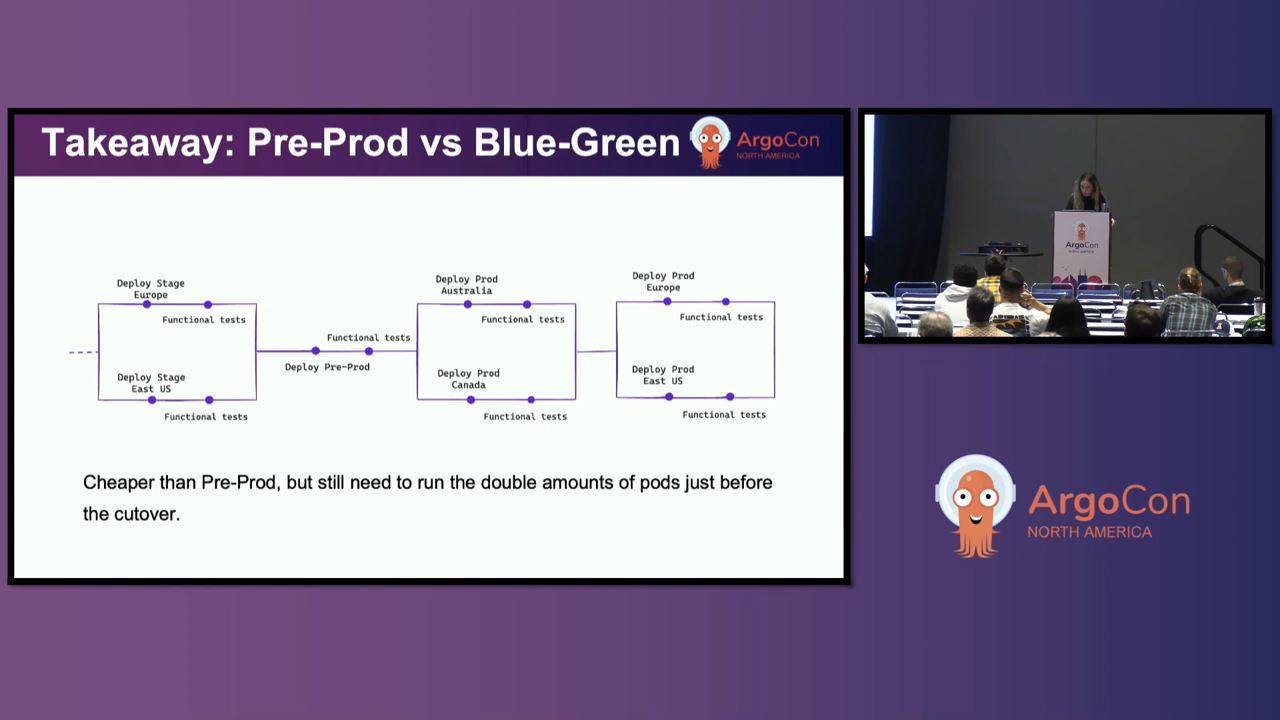 Takeaway: Pre-Prod vs Blue-Green
ArgoCon
NORTH AMERICA
Deploy Stage
Europe
Functional tests
Deploy Stage
East US
Functional tests
Functional tests
Deploy Pre-Prod
Deploy Prod
Australia
Functional tests
Deploy Prod
Canada
Functional tests
Deploy Prod
Europe
Functional tests
Deploy Prod
East US
Functional tests
Cheaper than Pre-Prod, but still need to run the double amounts of pods just before
the cutover.
ArgoCon
NORTH AMERICA
ArgoCon
NORTH AMERICA